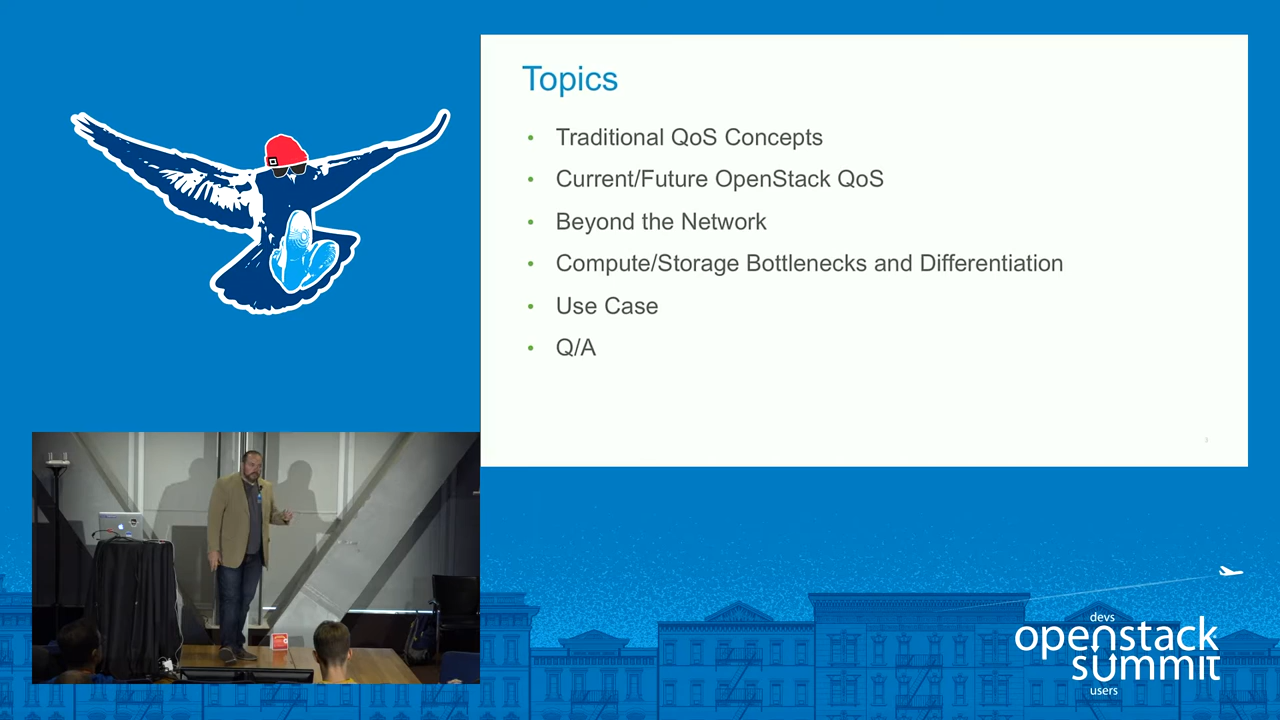 Topics
• Traditional QoS Concepts
• Current/Future OpenStack QoS
• Beyond the Network
• Compute/Storage Bottlenecks and Differentiation
• Use Case
• Q/A
devs
openstack
summit
users